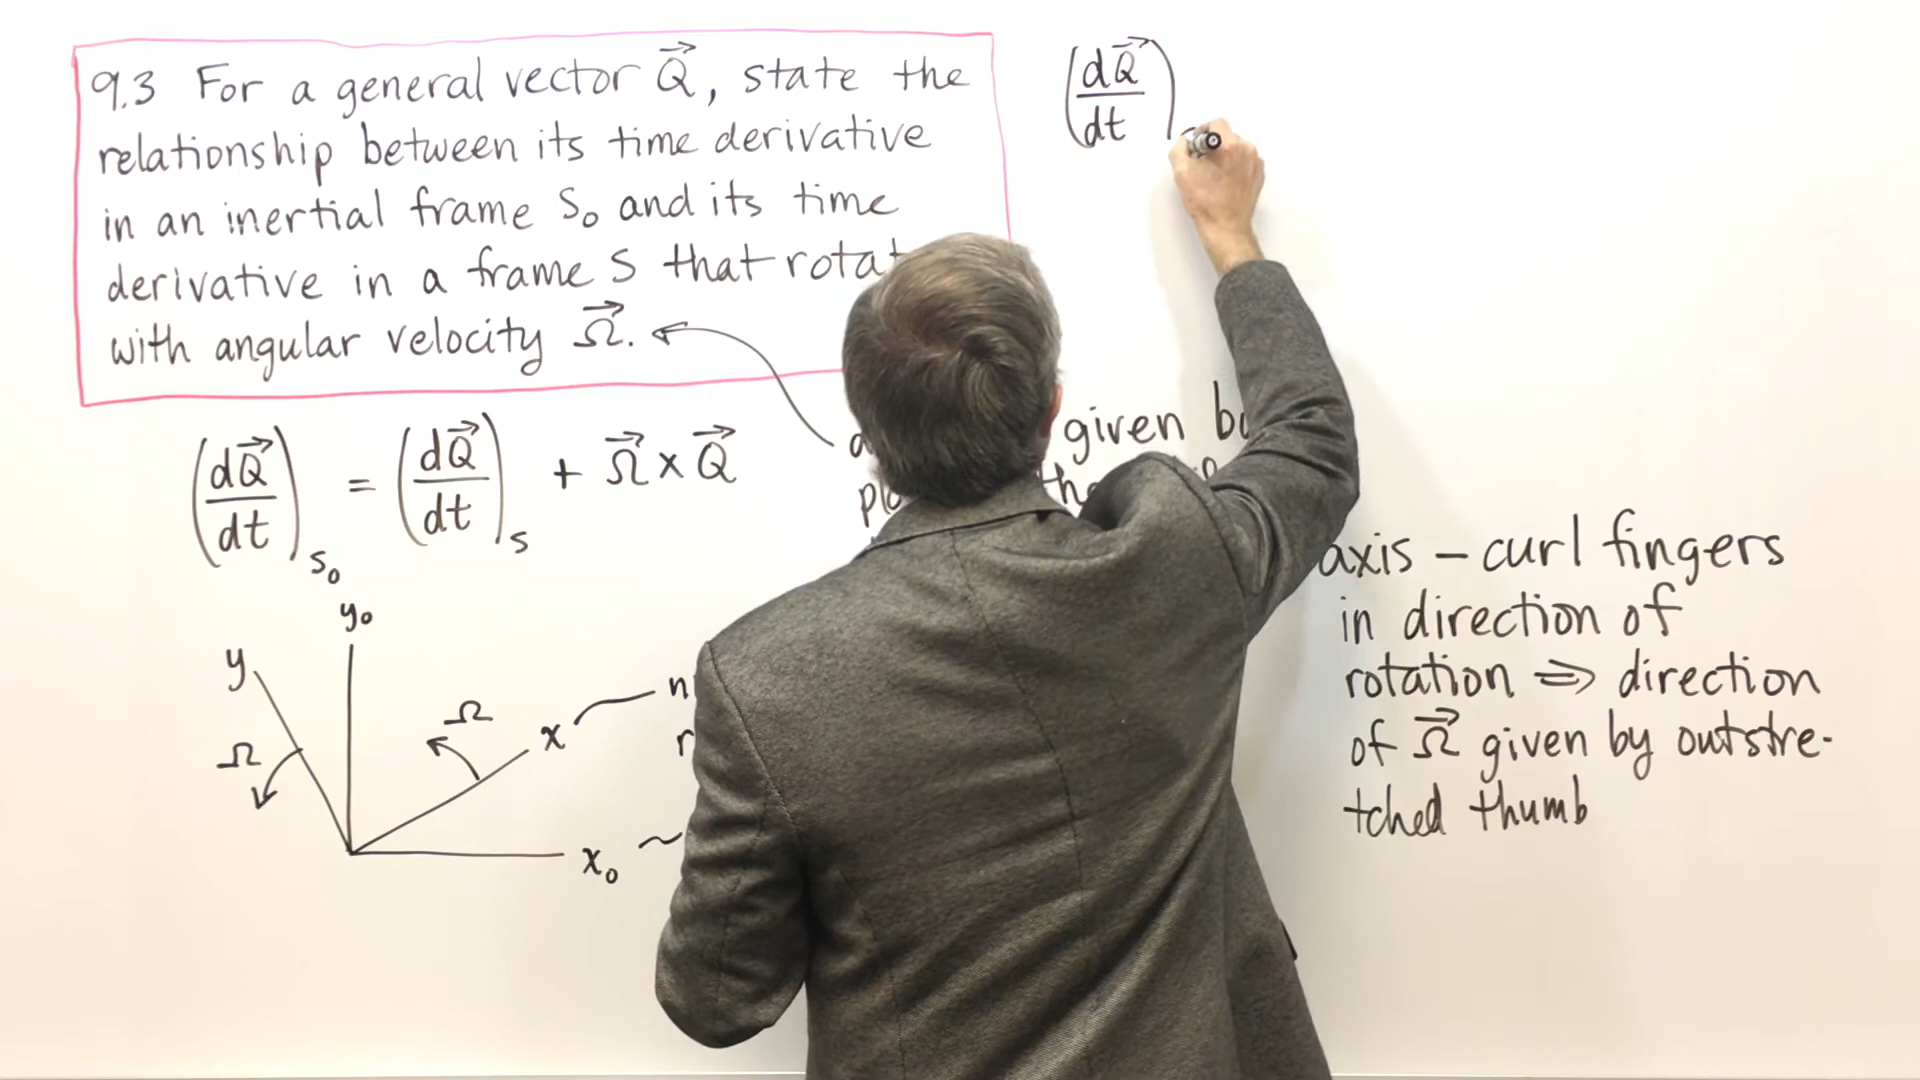 9.3 For a general vector Q⃗, state the
relationship between its time derivative
in an inertial frame S₀ and its time
derivative in a frame S that rotat
with angular velocity Ω⃗.
(dQ⃗/dt)
(dQ⃗/dt)S₀ = (dQ⃗/dt)S + Ω⃗ × Q⃗
given
axis – curl fingers
in direction of
rotation ⇒ direction
of Ω⃗ given by outstre-
tched thumb
y₀
y
Ω
x
Ω
x₀